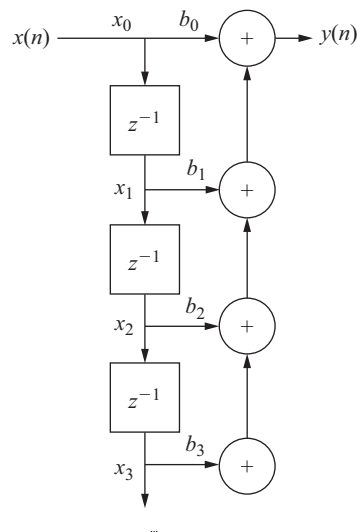 x(n) x₀ b₀ + y(n)
z⁻¹
x₁ b₁ +
z⁻¹
x₂ b₂ +
z⁻¹
x₃ b₃ +